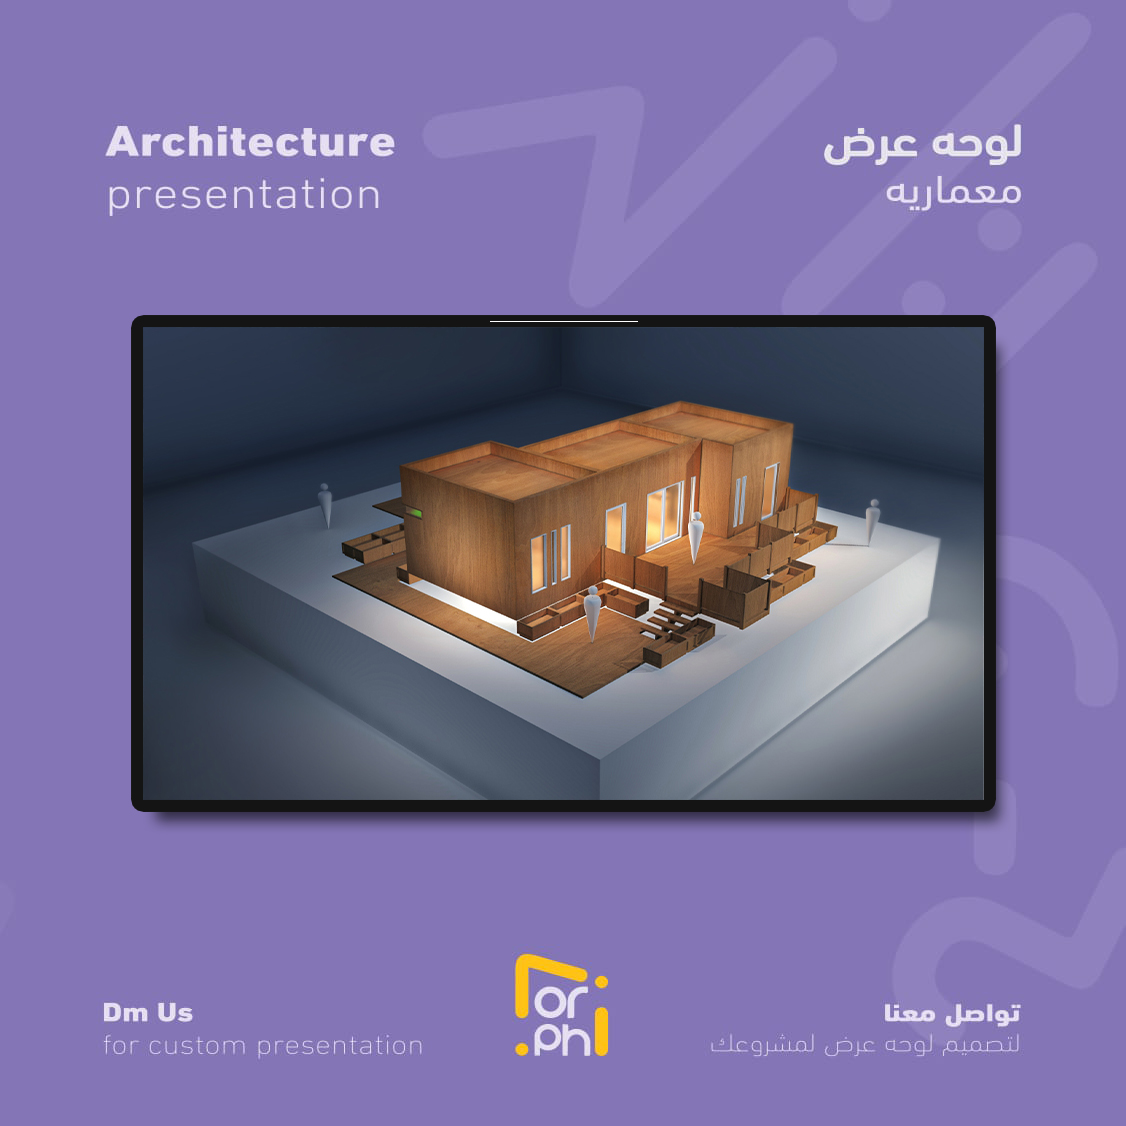 Architecture
presentation
لوحه عرض
معماريه
Dm Us
for custom presentation
or
ph
تواصل معنا
لتصميم لوحه عرض لمشروعك